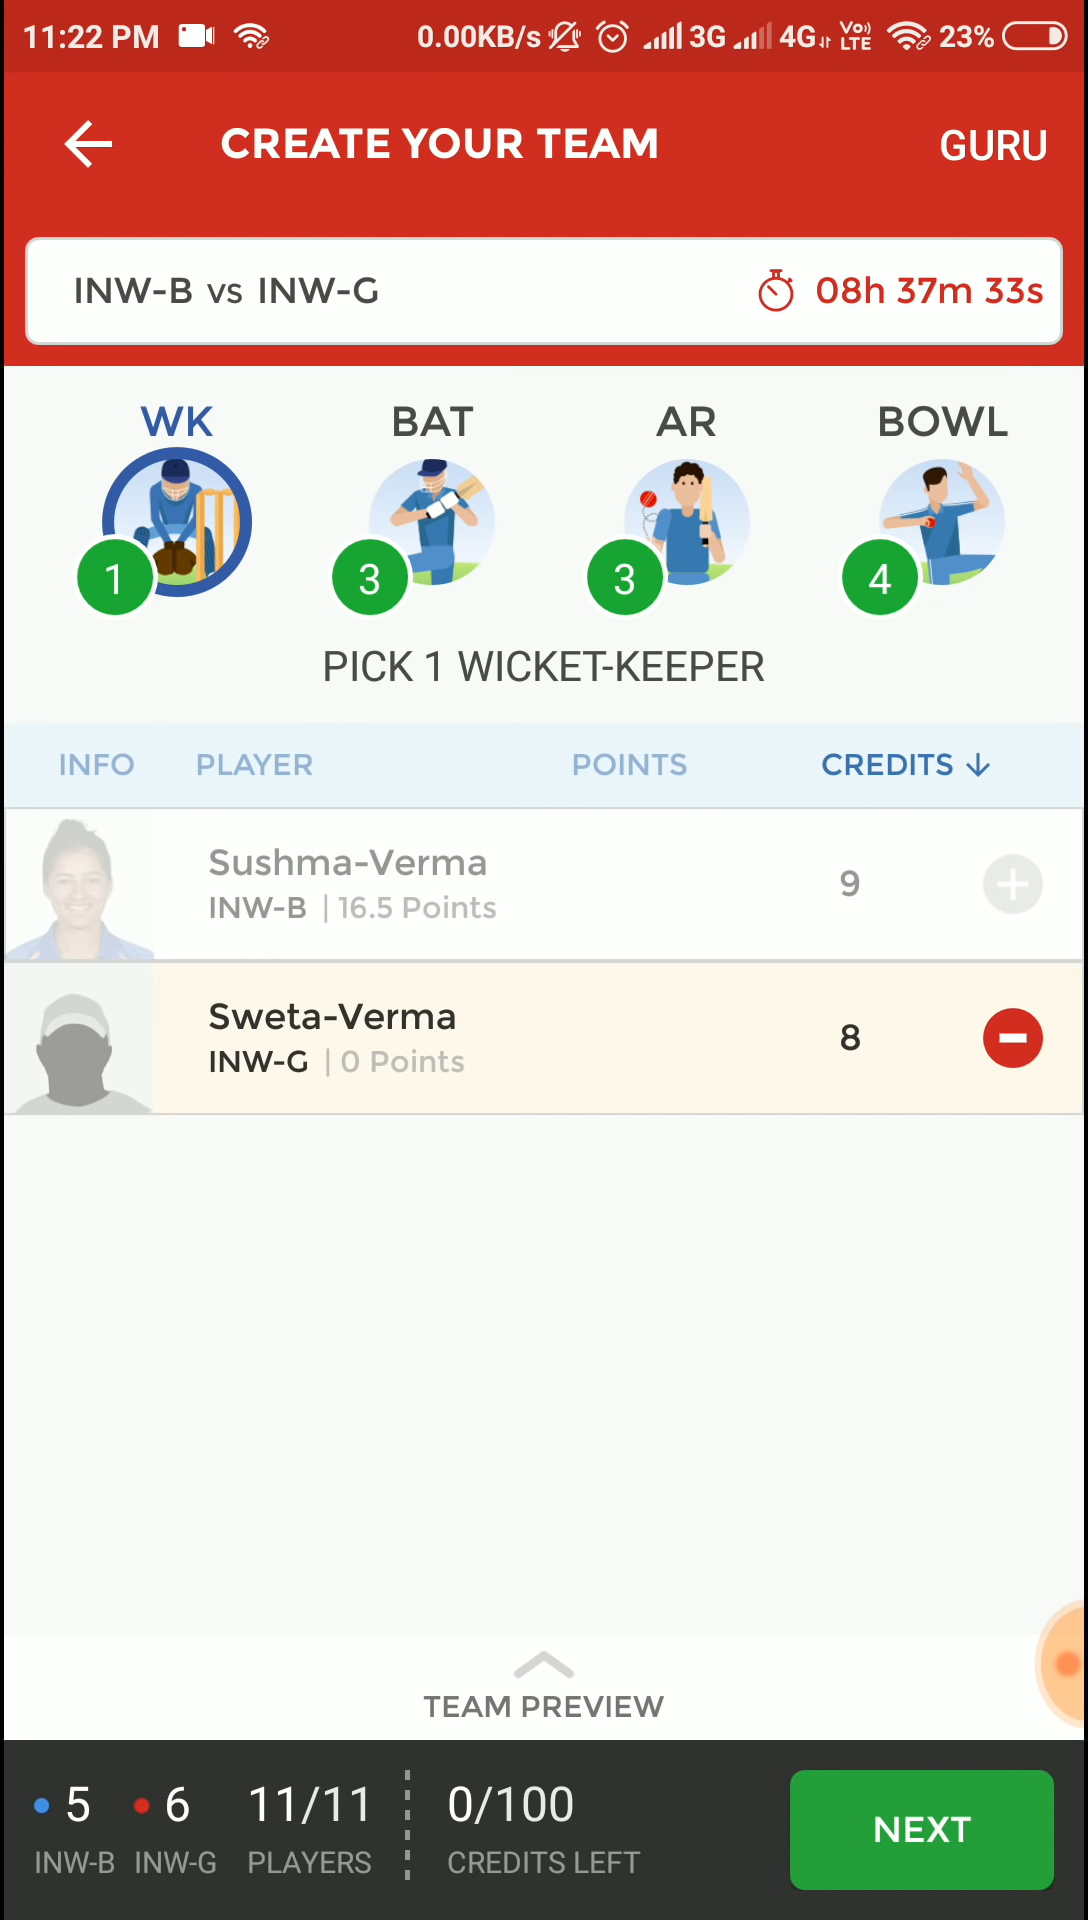 11:22 PM 0.00KB/s 3G 4G VoLTE 23%
CREATE YOUR TEAM GURU
INW-B vs INW-G 08h 37m 33s
WK BAT AR BOWL
1 3 3 4
PICK 1 WICKET-KEEPER
INFO PLAYER POINTS CREDITS
Sushma-Verma
INW-B | 16.5 Points 9
Sweta-Verma
INW-G | 0 Points 8
TEAM PREVIEW
5 6 11/11 0/100
INW-B INW-G PLAYERS CREDITS LEFT
NEXT